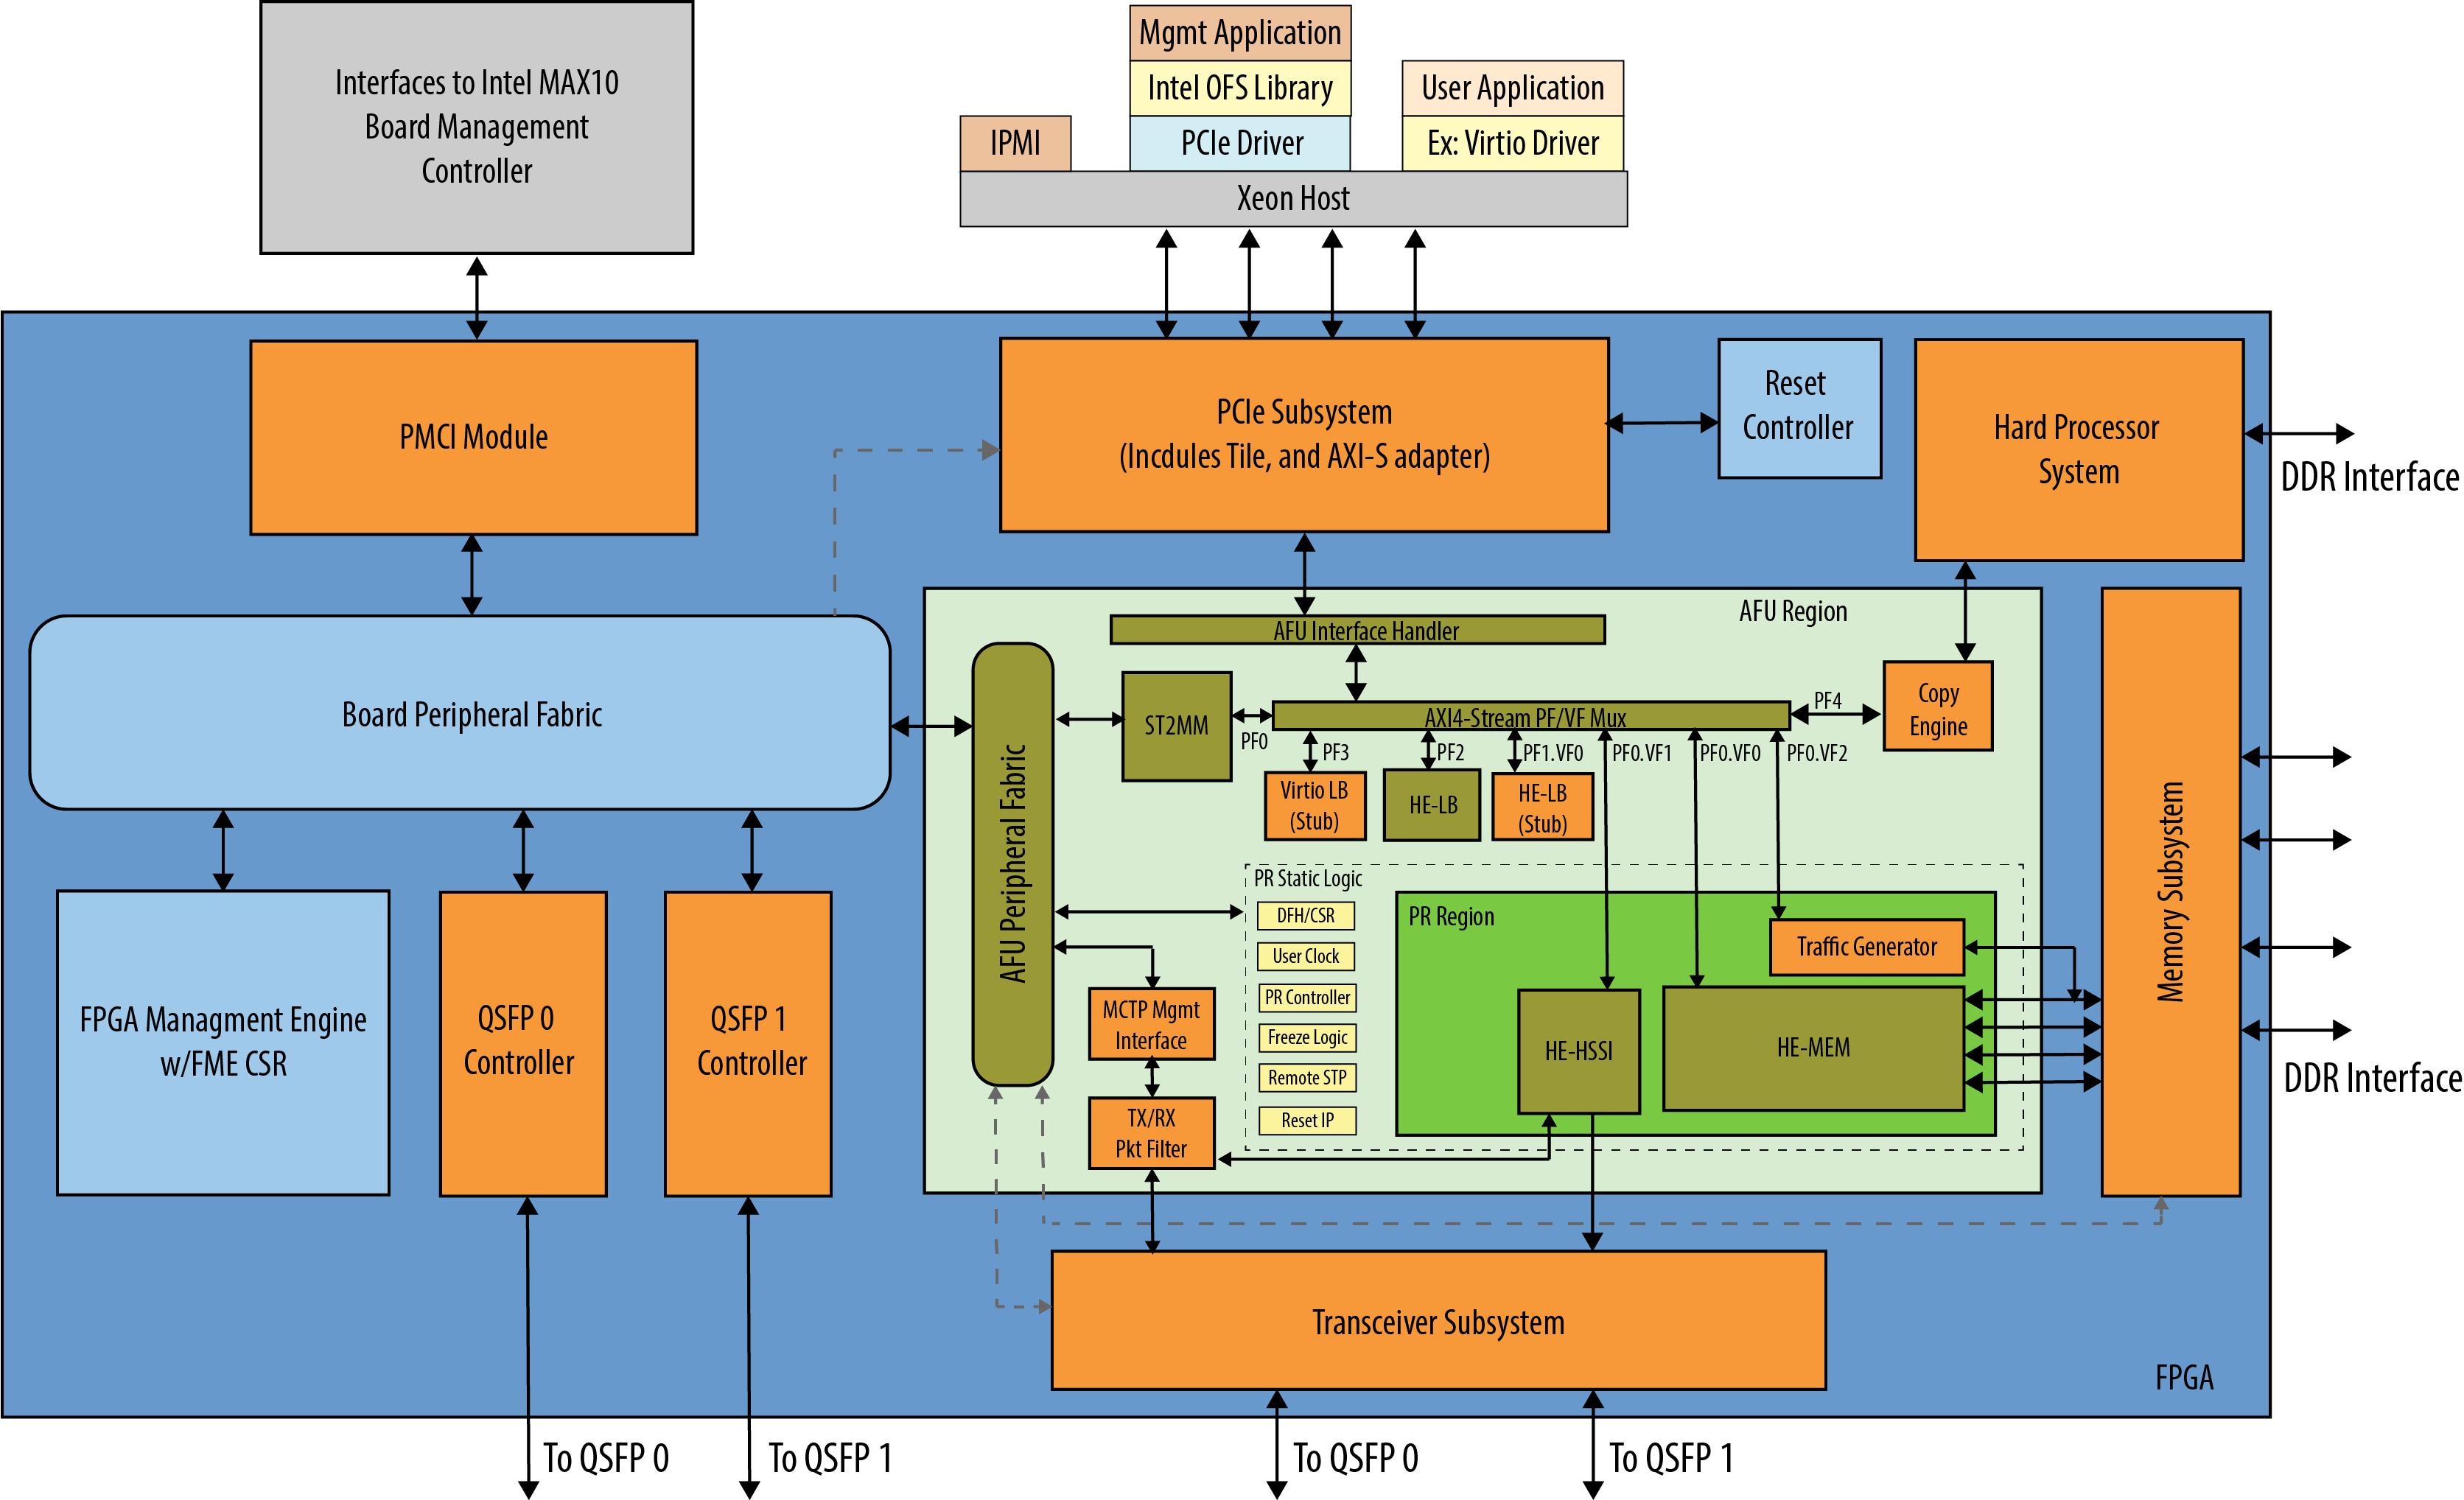 Interfaces to Intel MAX10
Board Management
Controller
Mgmt Application
Intel OFS Library
PCIe Driver
User Application
Ex: Virtio Driver
IPMI
Xeon Host
PMCI Module
PCIe Subsystem
(Incdules Tile, and AXI-S adapter)
Reset
Controller
Hard Processor
System
DDR Interface
Board Peripheral Fabric
AFU Region
AFU Interface Handler
AFU Peripheral Fabric
ST2MM
PF0
AXI4-Stream PF/VF Mux
PF4
Copy
Engine
PF3
PF2
PF1.VF0
PF0.VF1
PF0.VF0
PF0.VF2
Virtio LB
(Stub)
HE-LB
HE-LB
(Stub)
Memory Subsystem
DDR Interface
PR Static Logic
DFH/CSR
User Clock
PR Controller
Freeze Logic
Remote STP
Reset IP
PR Region
Traffic Generator
HE-HSSI
HE-MEM
MCTP Mgmt
Interface
TX/RX
Pkt Filter
FPGA Managment Engine
w/FME CSR
QSFP 0
Controller
QSFP 1
Controller
Transceiver Subsystem
FPGA
To QSFP 0
To QSFP 1
To QSFP 0
To QSFP 1